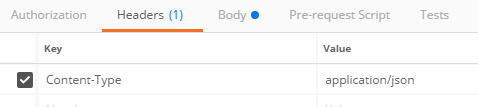 Authorization Headers (1) Body Pre-request Script Tests
Key Value
Content-Type application/json